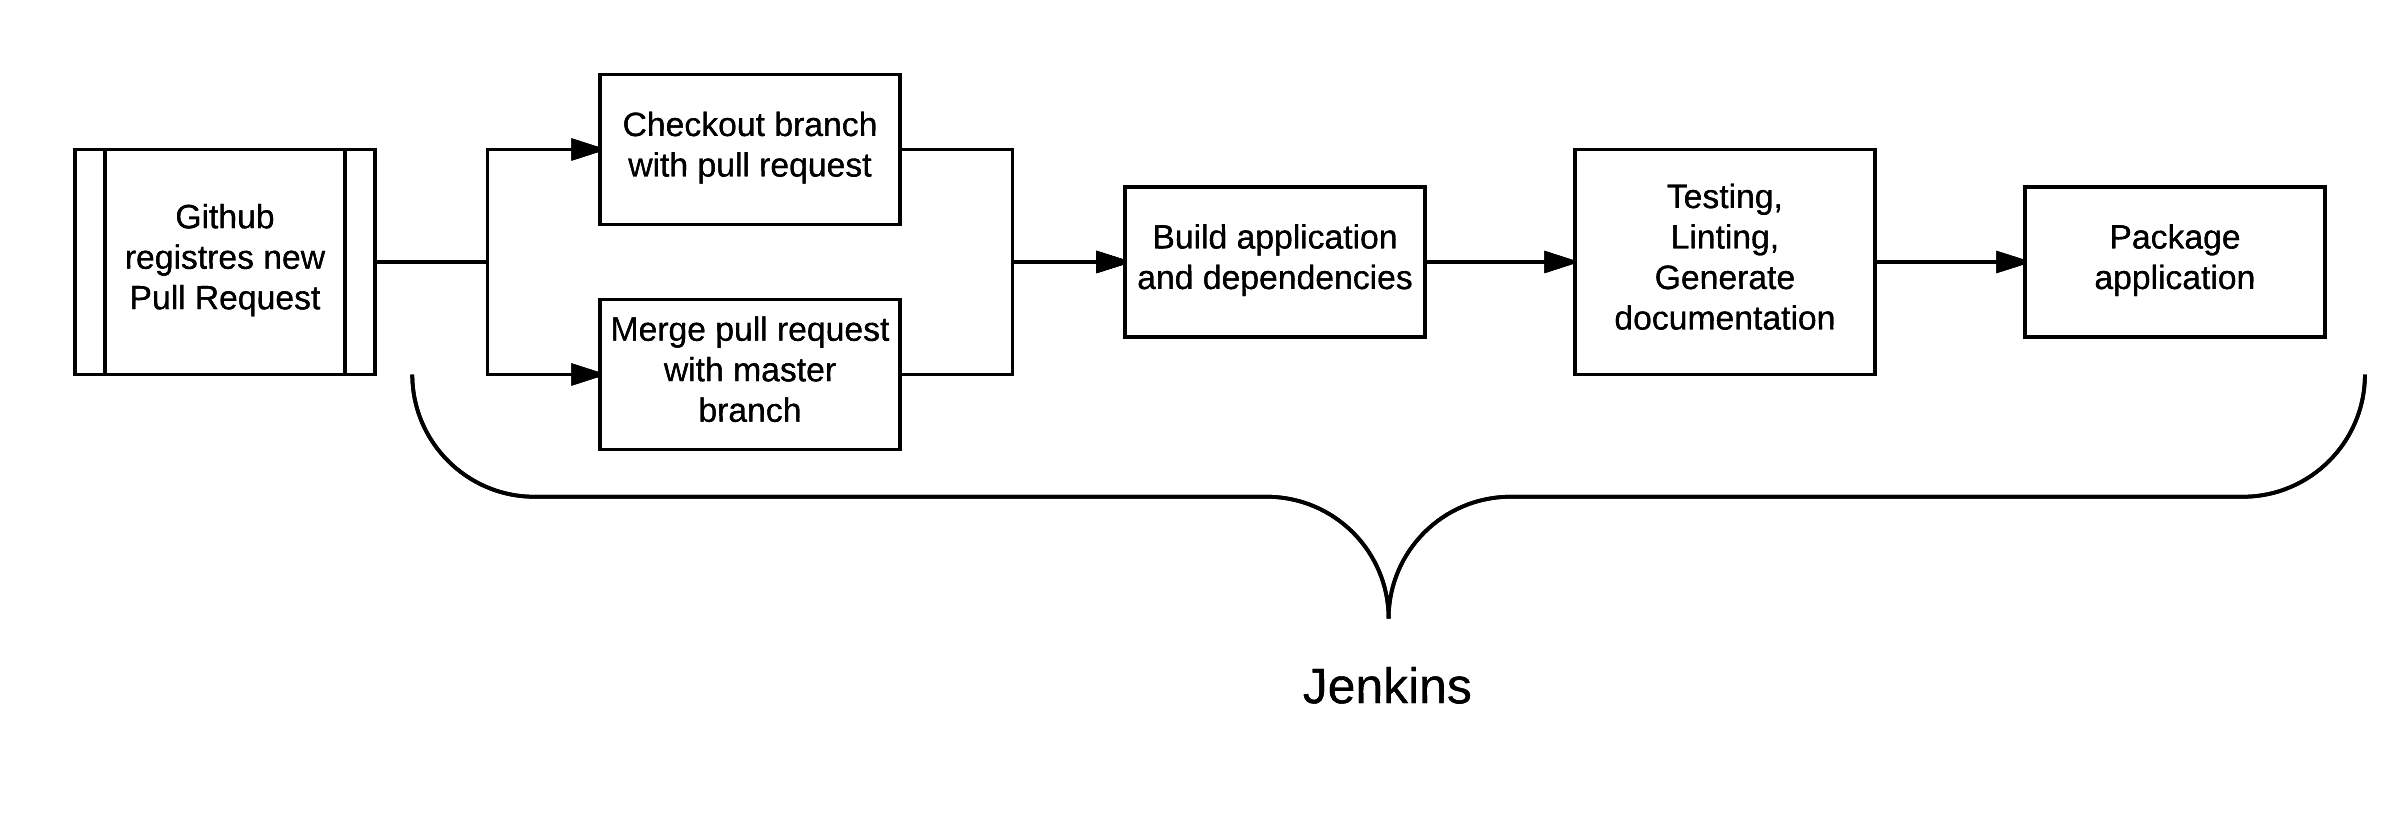 Github
registres new
Pull Request
Checkout branch
with pull request
Merge pull request
with master
branch
Build application
and dependencies
Testing,
Linting,
Generate
documentation
Package
application
Jenkins